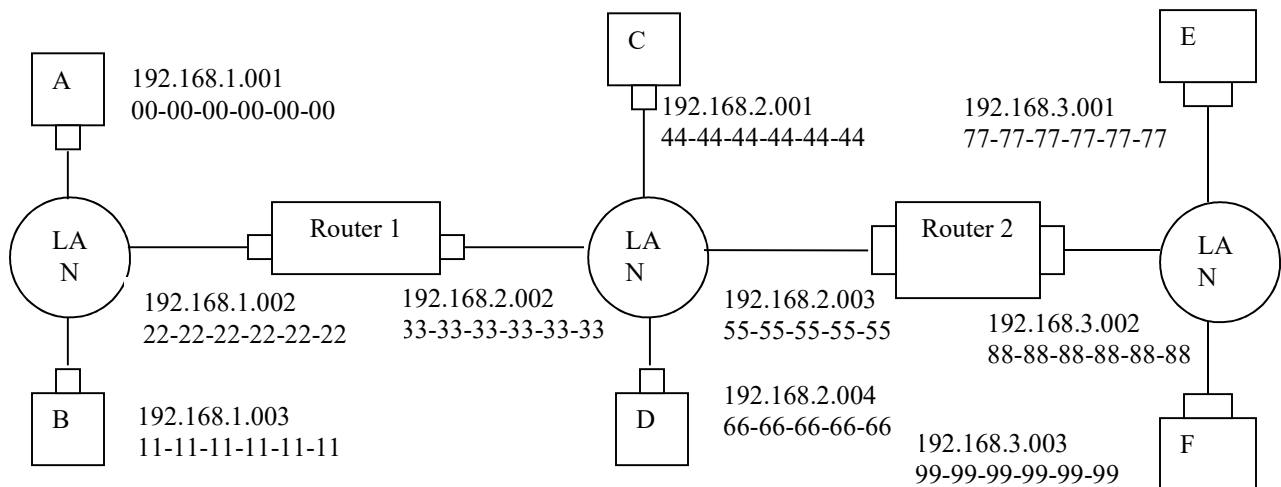 A
192.168.1.001
00-00-00-00-00-00
C
192.168.2.001
44-44-44-44-44-44
E
192.168.3.001
77-77-77-77-77-77
LA
N
Router 1
192.168.1.002
22-22-22-22-22-22
192.168.2.002
33-33-33-33-33-33
LA
N
Router 2
192.168.2.003
55-55-55-55-55
192.168.3.002
88-88-88-88-88-88
LA
N
B
192.168.1.003
11-11-11-11-11-11
D
192.168.2.004
66-66-66-66-66
192.168.3.003
99-99-99-99-99-99
F